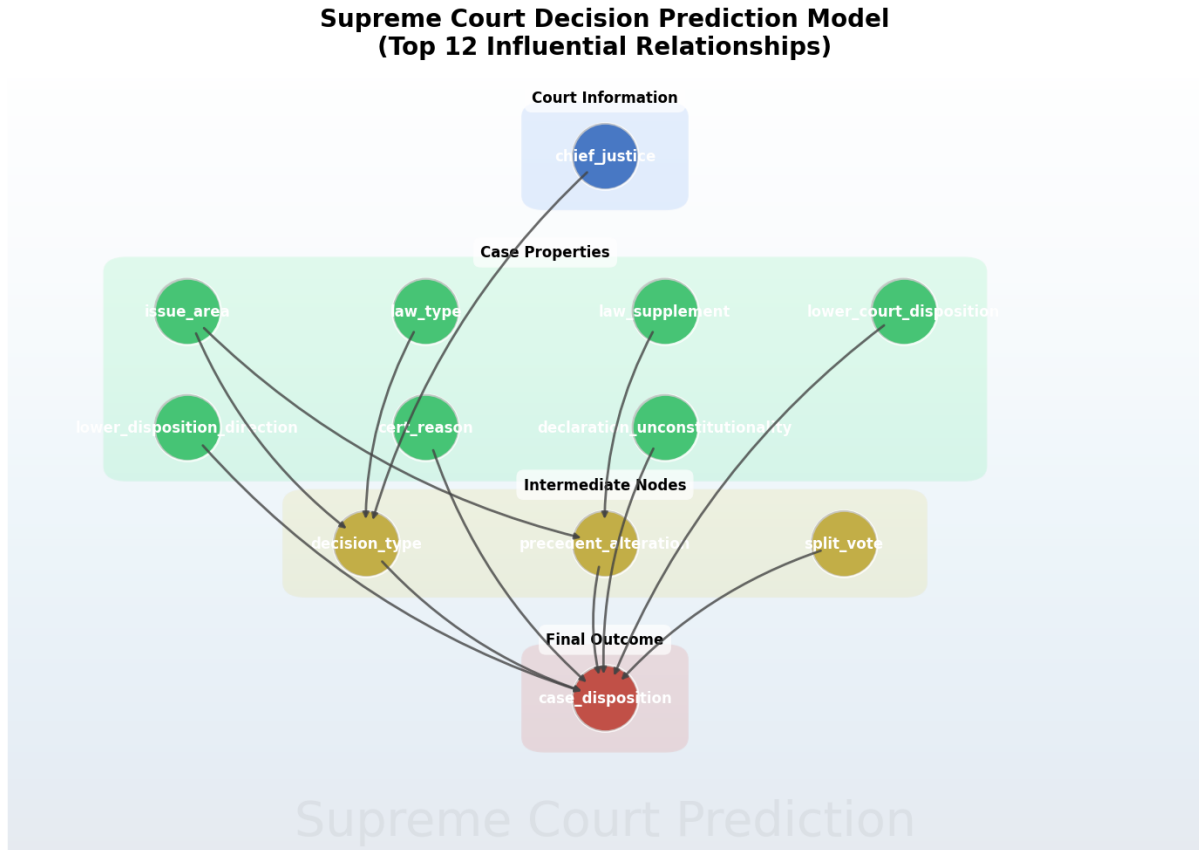 Supreme Court Decision Prediction Model
(Top 12 Influential Relationships)
Court Information
chief_justice
Case Properties
issue_area
law_type
law_supplement
lower_court_disposition
lower_disposition_direction
cert_reason
declaration_unconstitutionality
Intermediate Nodes
decision_type
precedent_alteration
split_vote
Final Outcome
case_disposition
Supreme Court Prediction